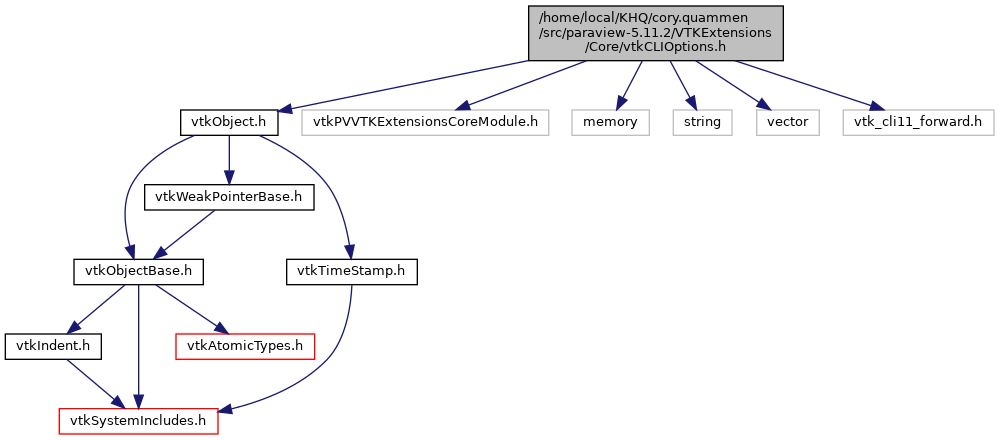 /home/local/KHQ/cory.quammen
/src/paraview-5.11.2/VTKExtensions
/Core/vtkCLIOptions.h
vtkObject.h
vtkPVVTKExtensionsCoreModule.h
memory
string
vector
vtk_cli11_forward.h
vtkWeakPointerBase.h
vtkObjectBase.h
vtkTimeStamp.h
vtkIndent.h
vtkAtomicTypes.h
vtkSystemIncludes.h